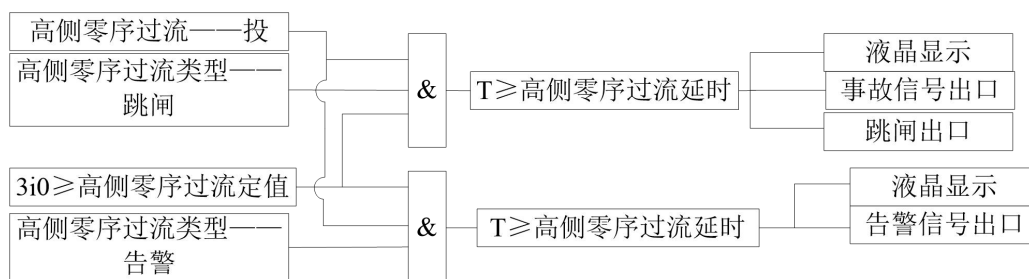 高侧零序过流——投
高侧零序过流类型——
跳闸
&
T≥高侧零序过流延时
液晶显示
事故信号出口
跳闸出口
3i0≥高侧零序过流定值
高侧零序过流类型——
告警
&
T≥高侧零序过流延时
液晶显示
告警信号出口